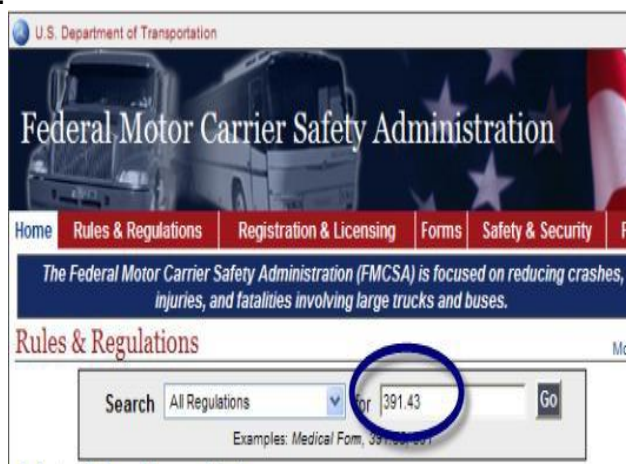 U.S. Department of Transportation
Federal Motor Carrier Safety Administration
Home Rules & Regulations Registration & Licensing Forms Safety & Security
The Federal Motor Carrier Safety Administration (FMCSA) is focused on reducing crashes,
injuries, and fatalities involving large trucks and buses.
Rules & Regulations
Search All Regulations for 391.43 Go
Examples: Medical Form,